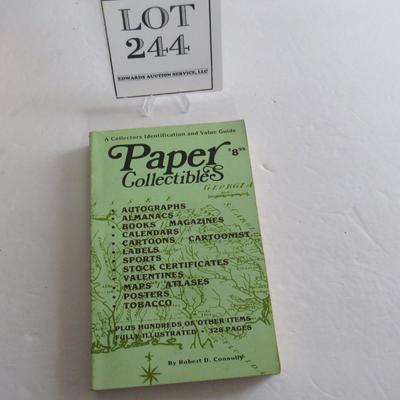 LOT
244
EDWARDS AUCTION SERVICE, LLC
A Collectors Identification and Value Guide
Paper
Collectibles
$8.95
GEORGIA
• AUTOGRAPHS
• ALMANACS
• BOOKS / MAGAZINES
• CALENDARS
• CARTOONS / CARTOONIST
• LABELS
• SPORTS
• STOCK CERTIFICATES
• VALENTINES
• MAPS / ATLASES
• POSTERS
• TOBACCO
PLUS HUNDREDS OF OTHER ITEMS
FULLY ILLUSTRATED • 328 PAGES
By Robert D. Connolly